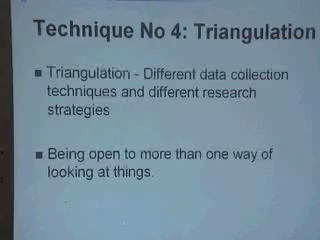 Technique No 4: Triangulation
Triangulation - Different data collection
techniques and different research
strategies
Being open to more than one way of
looking at things.